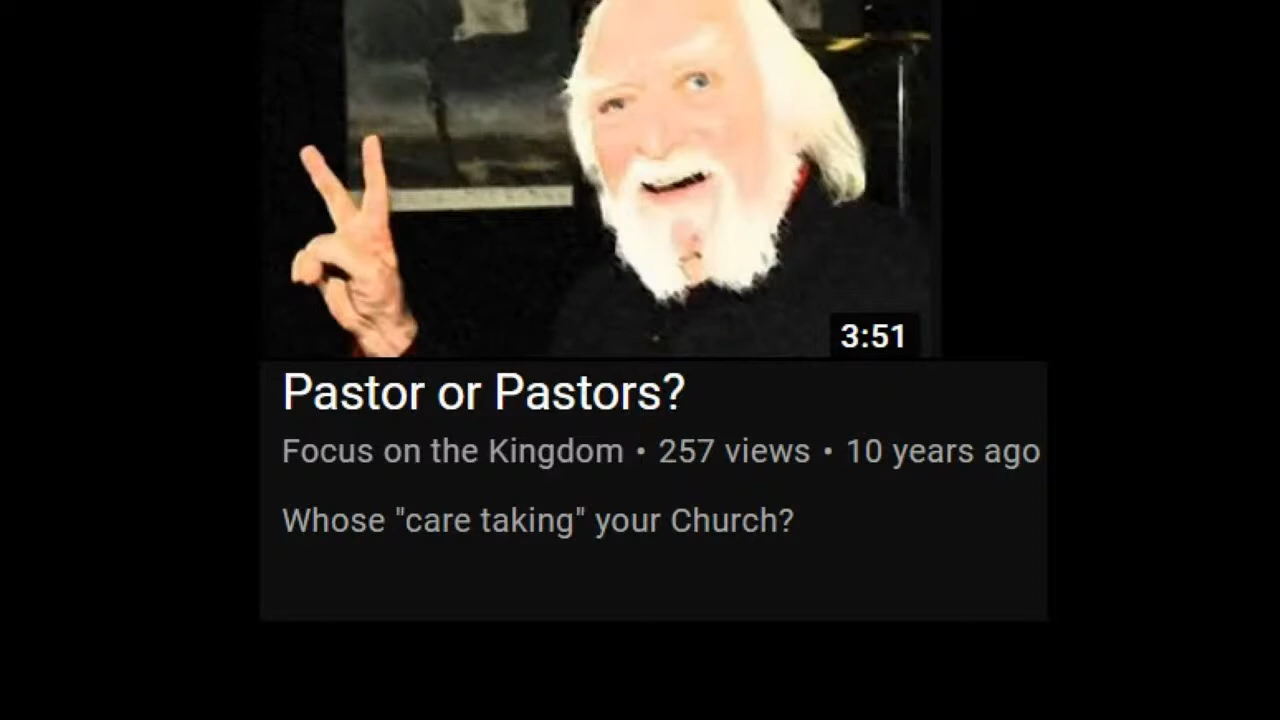 3:51
Pastor or Pastors?
Focus on the Kingdom • 257 views • 10 years ago
Whose "care taking" your Church?